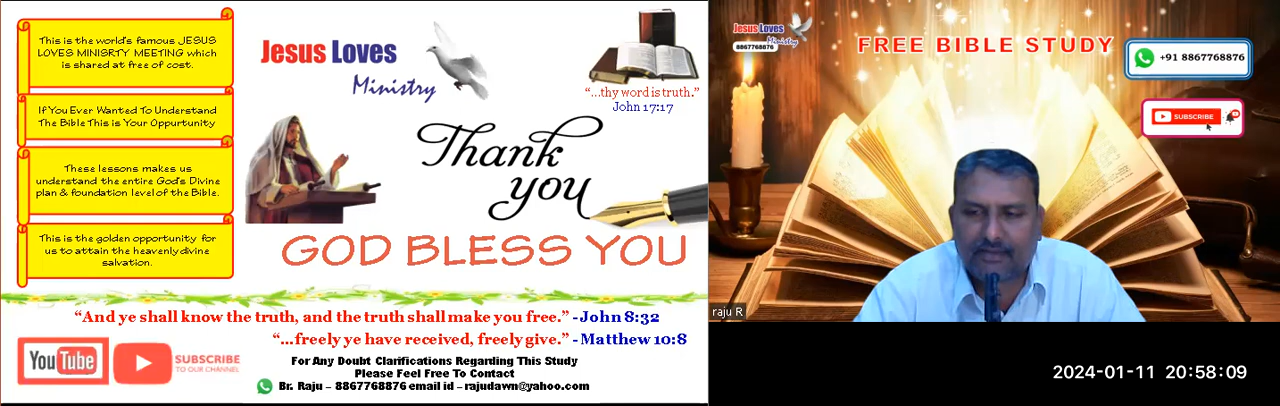 This is the world's famous JESUS
LOVES MINISRTY MEETING which
is shared at free of cost.
If You Ever Wanted To Understand
The Bible This is Your Oppurtunity
These lessons makes us
understand the entire God's Divine
plan & foundation level of the Bible.
This is the golden opportunity for
us to attain the heavenly divine
salvation.
Jesus Loves
Ministry
"...thy word is truth."
John 17:17
Thank
you
GOD BLESS YOU
"And ye shall know the truth, and the truth shall make you free." - John 8:32
"...freely ye have received, freely give." - Matthew 10:8
You Tube
SUBSCRIBE
TO OUR CHANNEL
For Any Doubt Clarifications Regarding This Study
Please Feel Free To Contact
Br. Raju – 8867768876 email id – rajudawn@yahoo.com
Jesus Loves
Ministry
8867768876
FREE BIBLE STUDY
+91 8867768876
SUBSCRIBE
raju R
2024-01-11 20:58:09